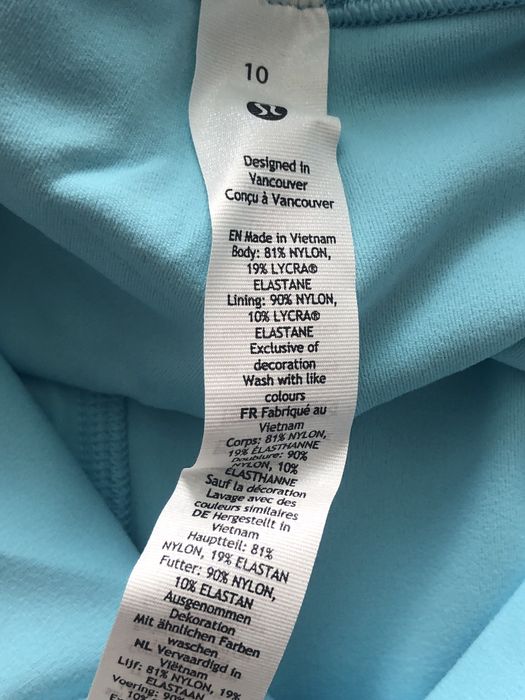 10
Designed in
Vancouver
Conçu à Vancouver
EN Made in Vietnam
Body: 81% NYLON,
19% LYCRA®
ELASTANE
Lining: 90% NYLON,
10% LYCRA®
ELASTANE
Exclusive of
decoration
Wash with like
colours
FR Fabriqué au
Vietnam
Corps: 81% NYLON,
19% ÉLASTHANNE
Doublure: 90%
NYLON, 10%
ÉLASTHANNE
Sauf la décoration
Lavage avec des
couleurs similaires
DE Hergestellt in
Vietnam
Hauptteil: 81%
NYLON, 19% ELASTAN
Futter: 90% NYLON,
10% ELASTAN
Ausgenommen
Dekoration
Mit ähnlichen Farben
waschen
NL Vervaardigd in
Viëtnam
Lijf: 81% NYLON, 19%
ELASTAAN
Voering: 90%
10%